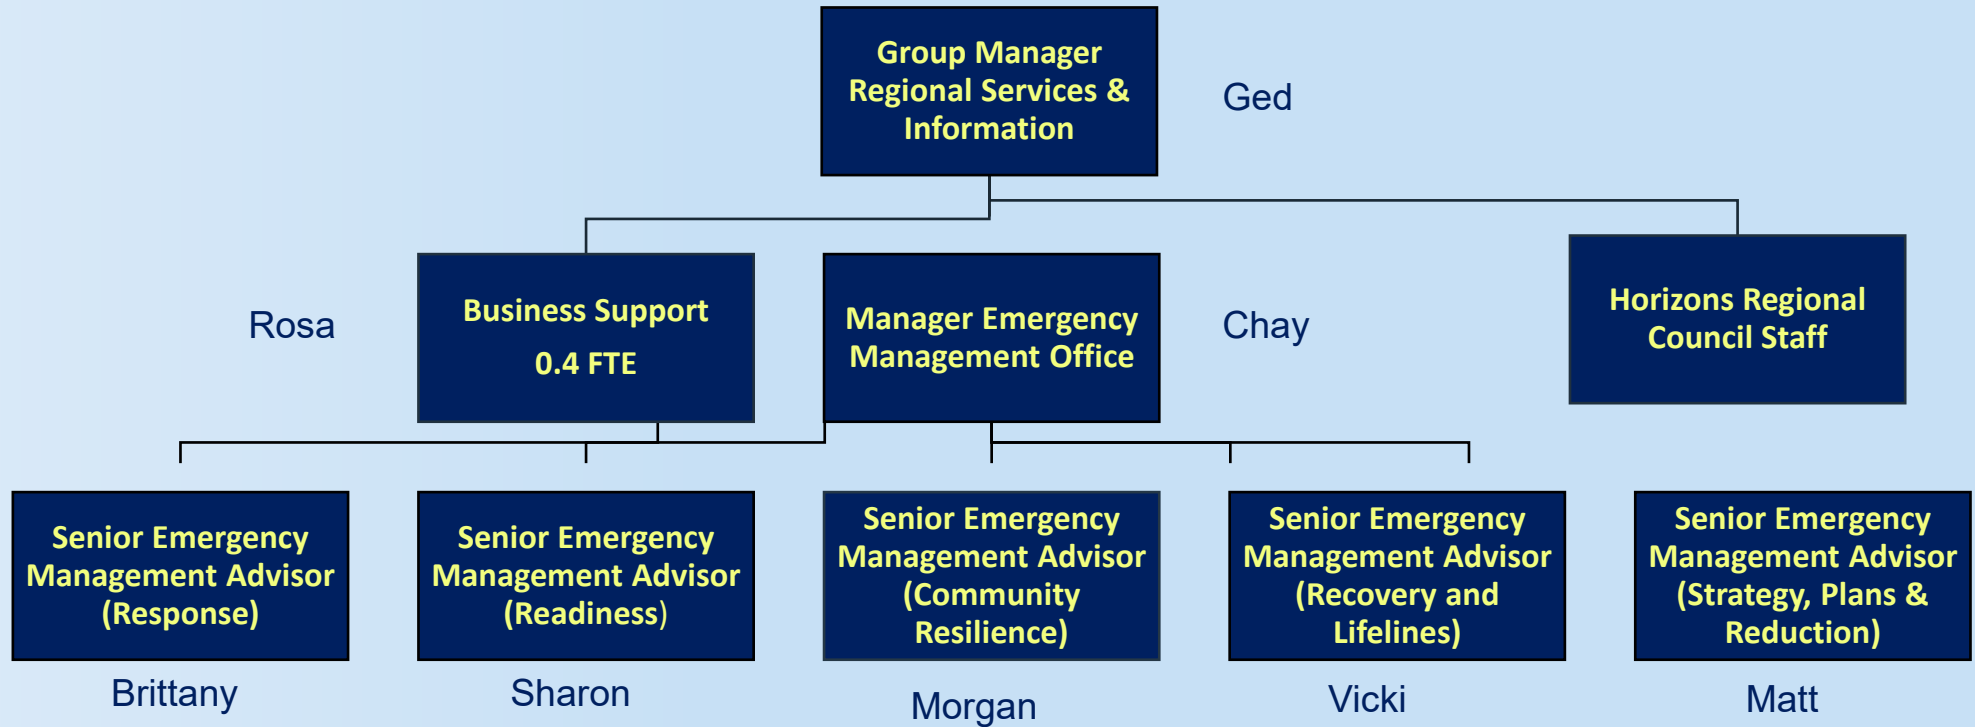 Group Manager
Regional Services &
Information
Ged
Rosa
Business Support
0.4 FTE
Manager Emergency
Management Office
Chay
Horizons Regional
Council Staff
Senior Emergency
Management Advisor
(Response)
Brittany
Senior Emergency
Management Advisor
(Readiness)
Sharon
Senior Emergency
Management Advisor
(Community
Resilience)
Morgan
Senior Emergency
Management Advisor
(Recovery and
Lifelines)
Vicki
Senior Emergency
Management Advisor
(Strategy, Plans &
Reduction)
Matt